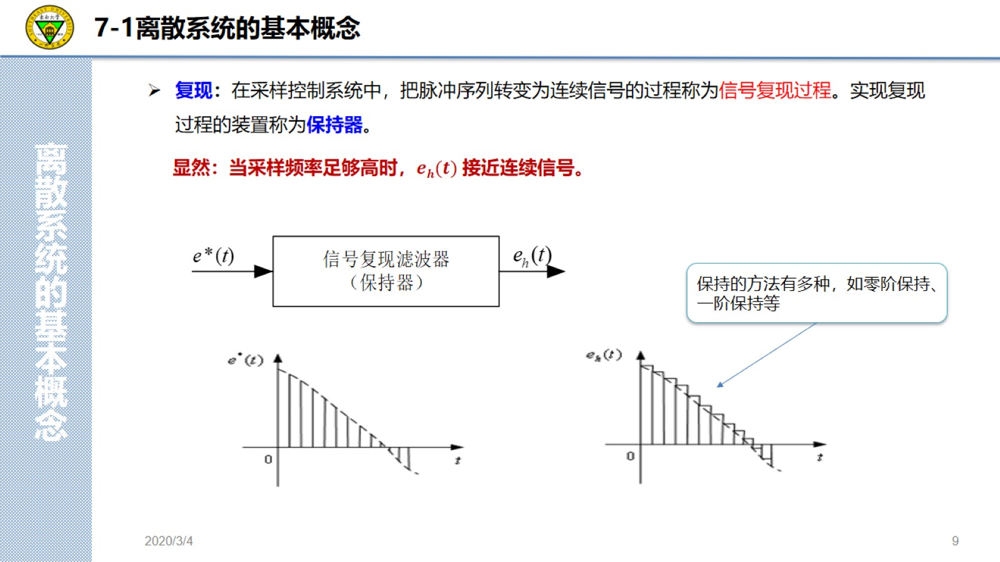 7-1离散系统的基本概念
离散系统的基本概念
➢ 复现：在采样控制系统中，把脉冲序列转变为连续信号的过程称为信号复现过程。实现复现
过程的装置称为保持器。
显然：当采样频率足够高时，eₕ(t) 接近连续信号。
e*(t)
信号复现滤波器
（保持器）
eₕ(t)
保持的方法有多种，如零阶保持、
一阶保持等
e*(t)
0
t
eₕ(t)
0
t
2020/3/4
9